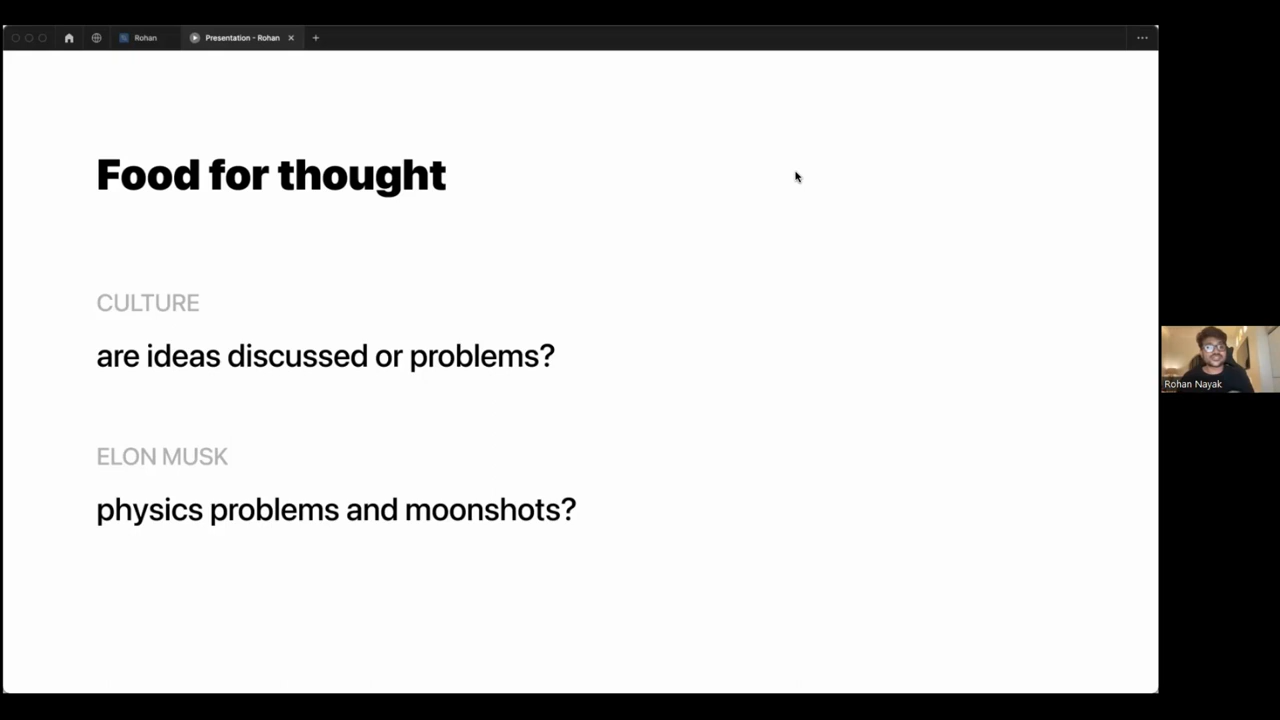 Rohan
Presentation - Rohan
Food for thought
CULTURE
are ideas discussed or problems?
ELON MUSK
physics problems and moonshots?
Rohan Nayak